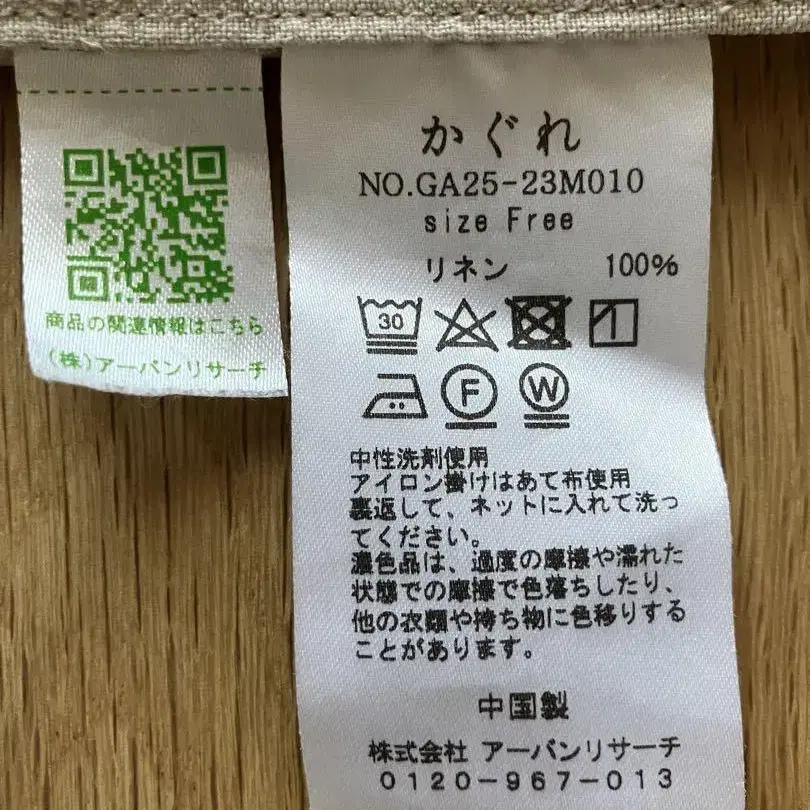 商品の関連情報はこちら
(株)アーバンリサーチ
かぐれ
NO.GA25-23M010
size Free
リネン 100%
30
F W
中性洗剤使用
アイロン掛けはあて布使用
裏返して、ネットに入れて洗っ
てください。
濃色品は、過度の摩擦や濡れた
状態での摩擦で色落ちしたり、
他の衣類や持ち物に色移りする
ことがあります。
中国製
株式会社 アーバンリサーチ
0120-967-013